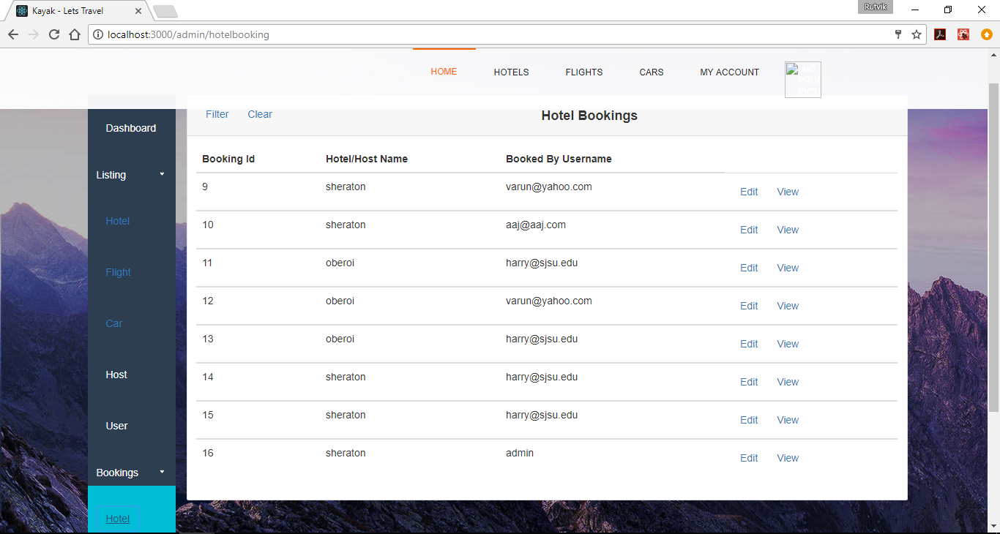 Kayak - Lets Travel
Rutvik
localhost:3000/admin/hotelbooking
HOME HOTELS FLIGHTS CARS MY ACCOUNT
NO
PROF
PICT
Dashboard
Listing
Hotel
Flight
Car
Host
User
Bookings
Hotel
Filter Clear Hotel Bookings
Booking Id Hotel/Host Name Booked By Username
9 sheraton varun@yahoo.com Edit View
10 sheraton aaj@aaj.com Edit View
11 oberoi harry@sjsu.edu Edit View
12 oberoi varun@yahoo.com Edit View
13 oberoi harry@sjsu.edu Edit View
14 sheraton harry@sjsu.edu Edit View
15 sheraton harry@sjsu.edu Edit View
16 sheraton admin Edit View